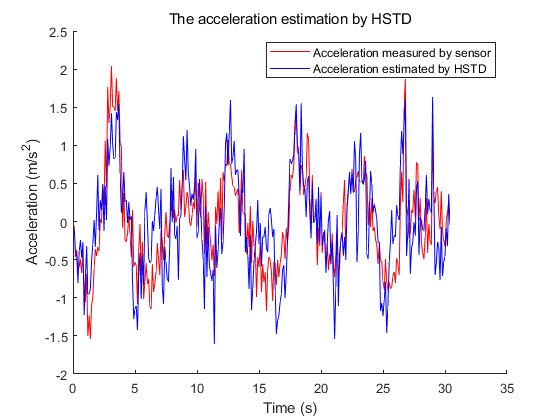 The acceleration estimation by HSTD
2.5
2
1.5
1
0.5
0
-0.5
-1
-1.5
-2
Acceleration (m/s²)
Acceleration measured by sensor
Acceleration estimated by HSTD
0 5 10 15 20 25 30 35
Time (s)